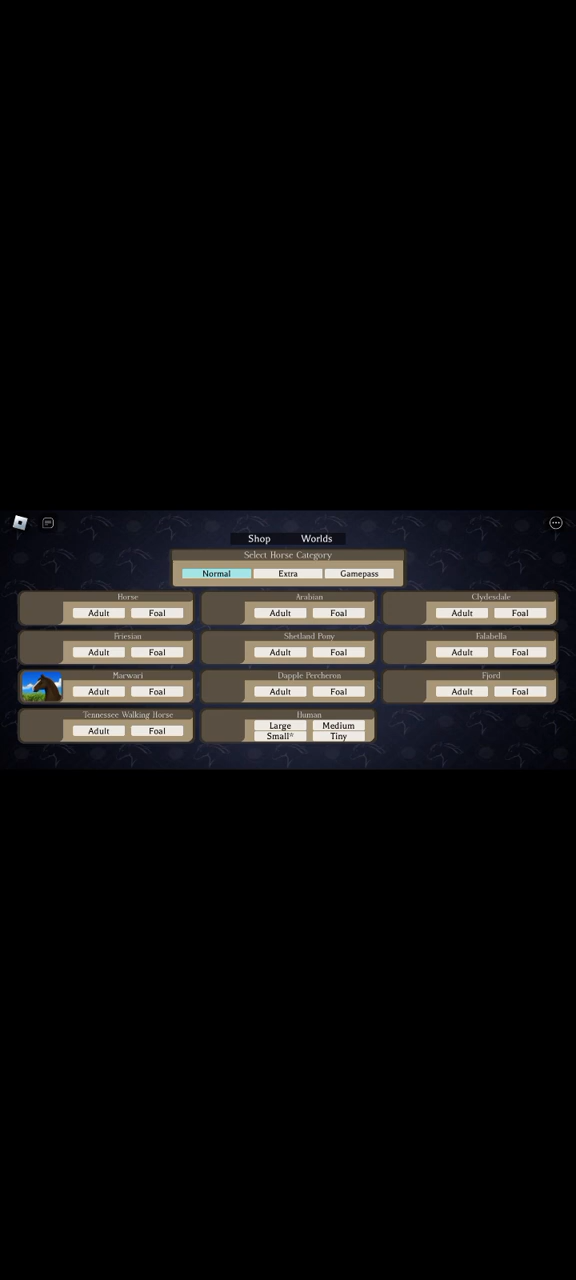 Shop Worlds
Select Horse Category
Normal Extra Gamepass
Horse Arabian Clydesdale
Adult Foal Adult Foal Adult Foal
Friesian Shetland Pony Falabella
Adult Foal Adult Foal Adult Foal
Marwari Dapple Percheron Fjord
Adult Foal Adult Foal Adult Foal
Tennessee Walking Horse Human
Adult Foal Large Medium
Small* Tiny